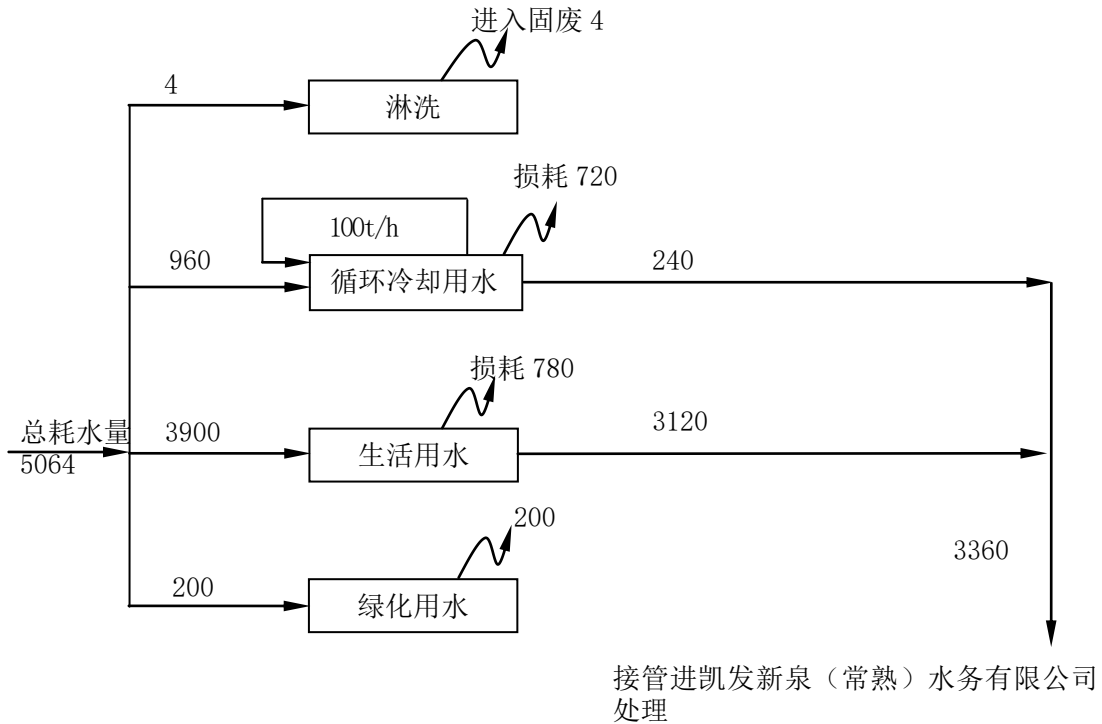 进入固废 4
4
淋洗
损耗 720
100t/h
960
循环冷却用水
240
损耗 780
总耗水量
5064
3900
生活用水
3120
200
200
绿化用水
3360
接管进凯发新泉（常熟）水务有限公司
处理